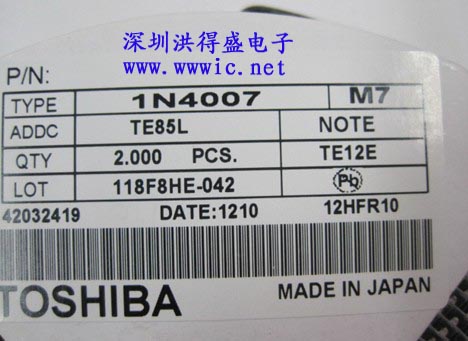 深圳洪得盛电子
www.wwwic.net
P/N:
TYPE 1N4007 M7
ADDC TE85L NOTE
QTY 2.000 PCS. TE12E
LOT 118F8HE-042 Pb
42032419 DATE:1210 12HFR10
TOSHIBA MADE IN JAPAN